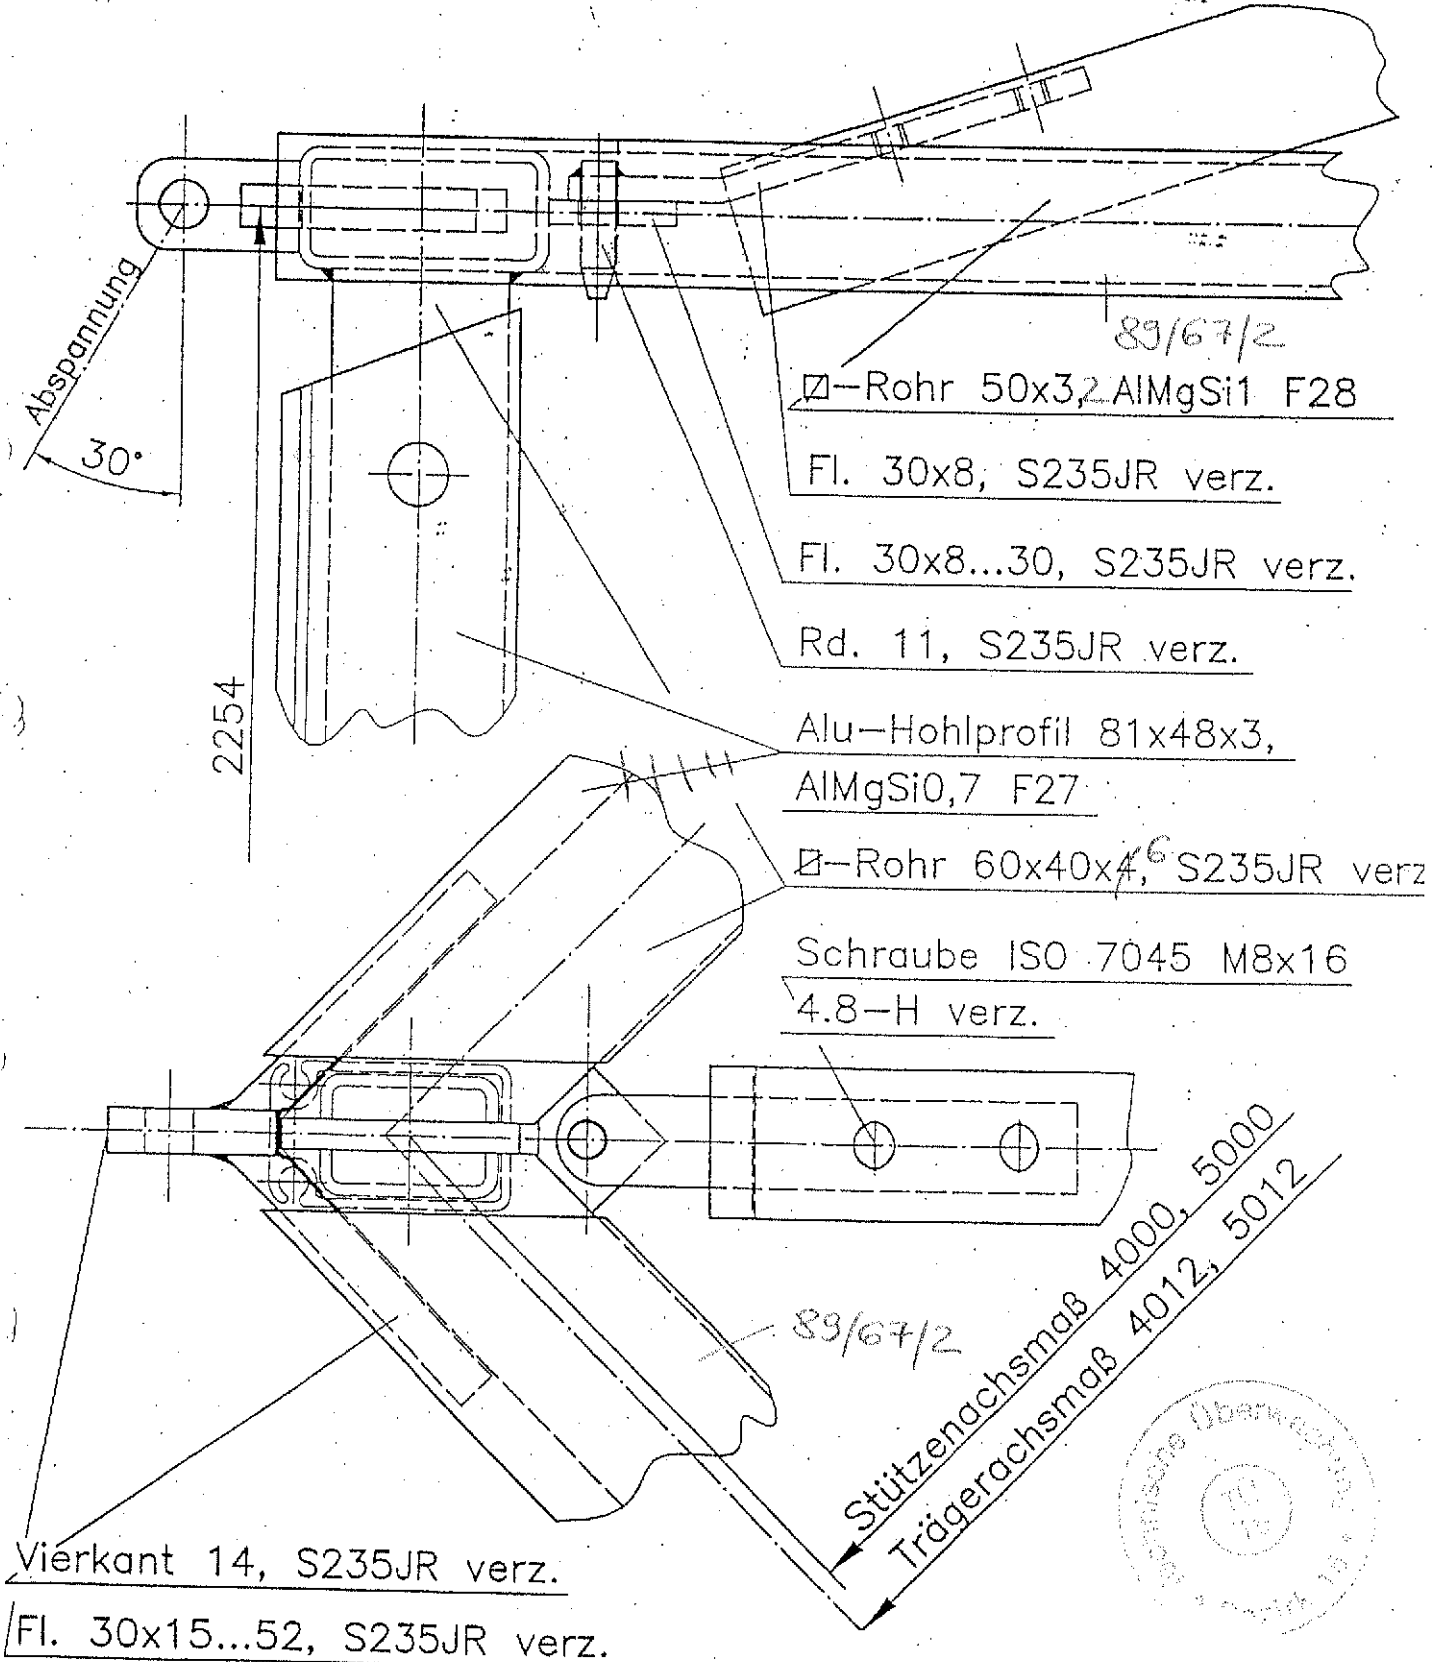 Abspannung
30°
2254
89/67/2
-Rohr 50x3,2 AlMgSi1 F28
Fl. 30x8, S235JR verz.
Fl. 30x8...30, S235JR verz.
Rd. 11, S235JR verz.
Alu-Hohlprofil 81x48x3,
AlMgSi0,7 F27
-Rohr 60x40x4,6 S235JR verz
Schraube ISO 7045 M8x16
4.8-H verz.
89/67/2
Stützenachsmaß 4000, 5000
Trägerachsmaß 4012, 5012
Vierkant 14, S235JR verz.
Fl. 30x15...52, S235JR verz.
Technische Überwachung